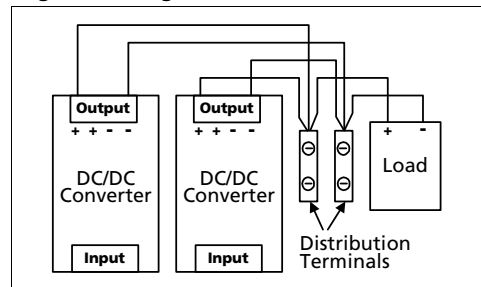 Output
+ + - -
DC/DC
Converter
Input
Output
+ + - -
DC/DC
Converter
Input
+ -
Load
Distribution
Terminals